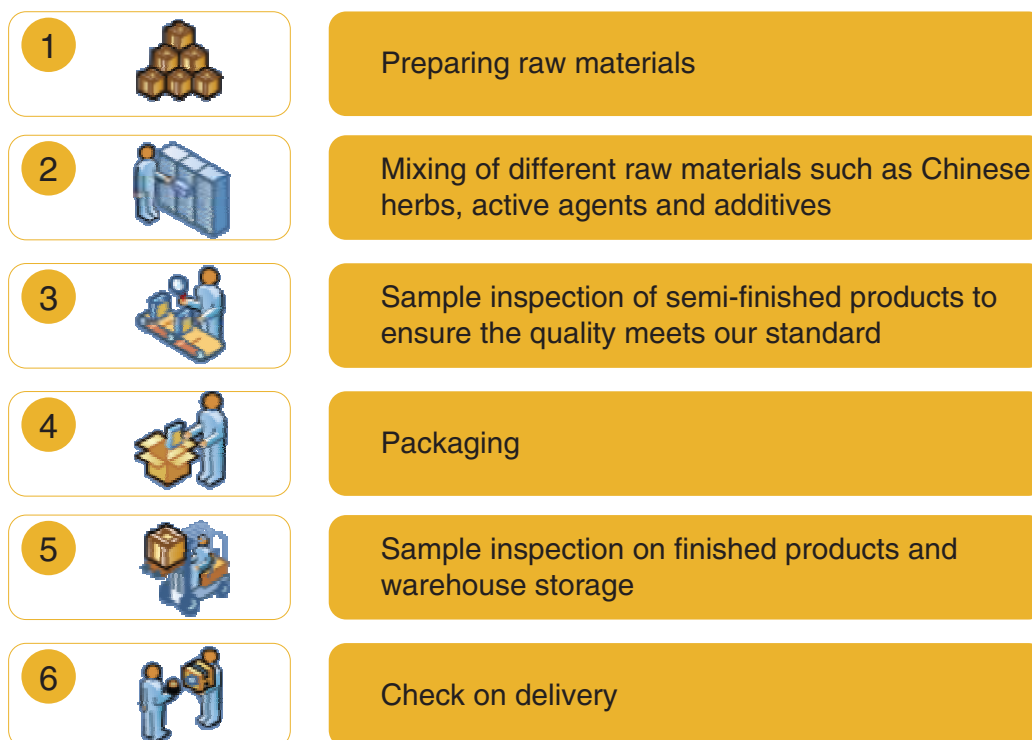 1
Preparing raw materials
2
Mixing of different raw materials such as Chinese
herbs, active agents and additives
3
Sample inspection of semi-finished products to
ensure the quality meets our standard
4
Packaging
5
Sample inspection on finished products and
warehouse storage
6
Check on delivery